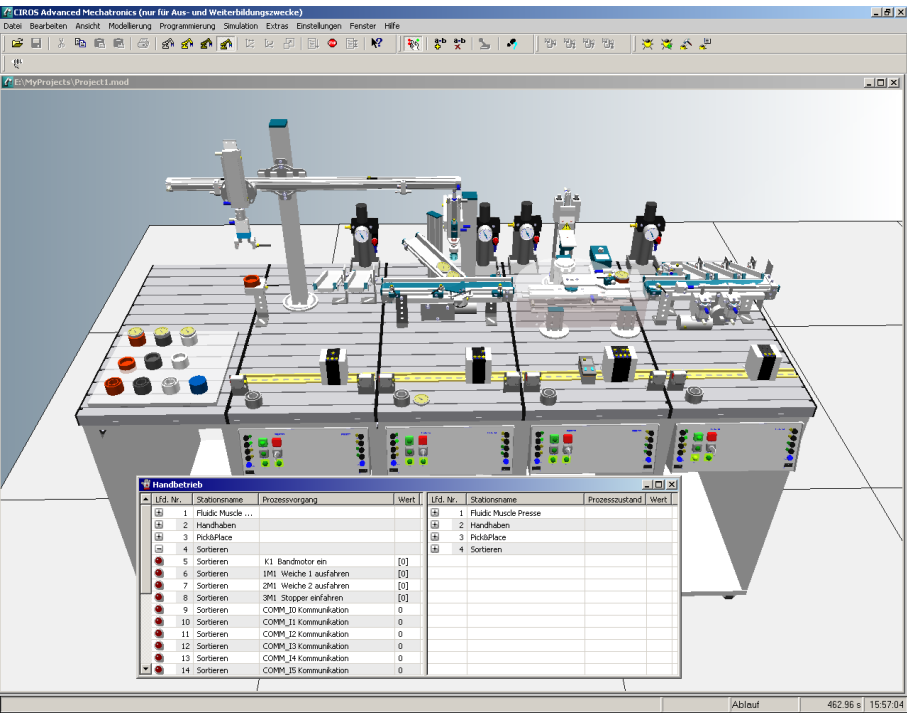 CIROS Advanced Mechatronics (nur für Aus- und Weiterbildungszwecke)
Datei Bearbeiten Ansicht Modellierung Programmierung Simulation Extras Einstellungen Fenster Hilfe
E:\MyProjects\Project1.mod
Handbetrieb
Lfd. Nr. Stationsname Prozessvorgang Wert Lfd. Nr. Stationsname Prozesszustand Wert
1 Fluidic Muscle ... 1 Fluidic Muscle Presse
2 Handhaben 2 Handhaben
3 Pick&Place 3 Pick&Place
4 Sortieren 4 Sortieren
5 Sortieren K1 Bandmotor ein [0]
6 Sortieren 1M1 Weiche 1 ausfahren [0]
7 Sortieren 2M1 Weiche 2 ausfahren [0]
8 Sortieren 3M1 Stopper einfahren [0]
9 Sortieren COMM_I0 Kommunikation 0
10 Sortieren COMM_I1 Kommunikation 0
11 Sortieren COMM_I2 Kommunikation 0
12 Sortieren COMM_I3 Kommunikation 0
13 Sortieren COMM_I4 Kommunikation 0
14 Sortieren COMM_I5 Kommunikation 0
Ablauf 462.96 s 15:57:04